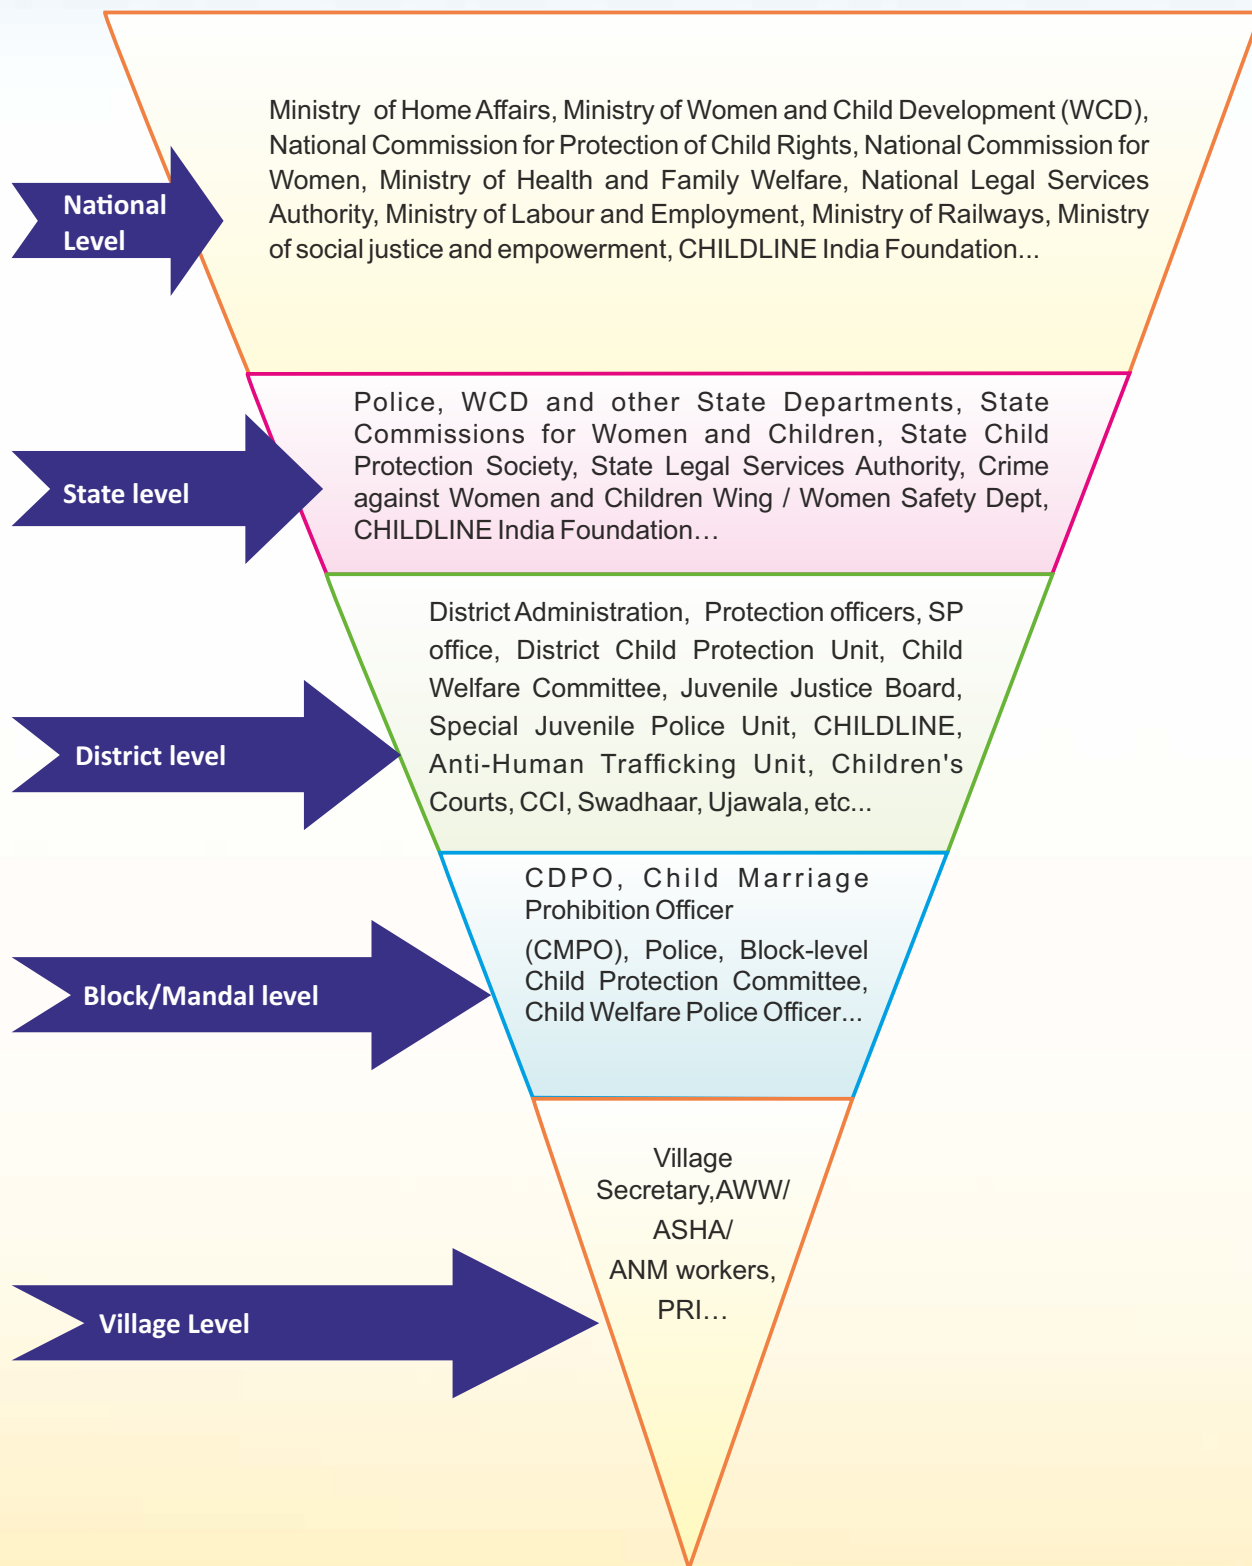 Ministry of Home Affairs, Ministry of Women and Child Development (WCD),
National Commission for Protection of Child Rights, National Commission for
Women, Ministry of Health and Family Welfare, National Legal Services
Authority, Ministry of Labour and Employment, Ministry of Railways, Ministry
of social justice and empowerment, CHILDLINE India Foundation...
National
Level
Police, WCD and other State Departments, State
Commissions for Women and Children, State Child
Protection Society, State Legal Services Authority, Crime
against Women and Children Wing / Women Safety Dept,
CHILDLINE India Foundation…
State level
District Administration, Protection officers, SP
office, District Child Protection Unit, Child
Welfare Committee, Juvenile Justice Board,
Special Juvenile Police Unit, CHILDLINE,
Anti-Human Trafficking Unit, Children's
Courts, CCI, Swadhaar, Ujawala, etc...
District level
CDPO, Child Marriage
Prohibition Officer
(CMPO), Police, Block-level
Child Protection Committee,
Child Welfare Police Officer...
Block/Mandal level
Village
Secretary,AWW/
ASHA/
ANM workers,
PRI…
Village Level